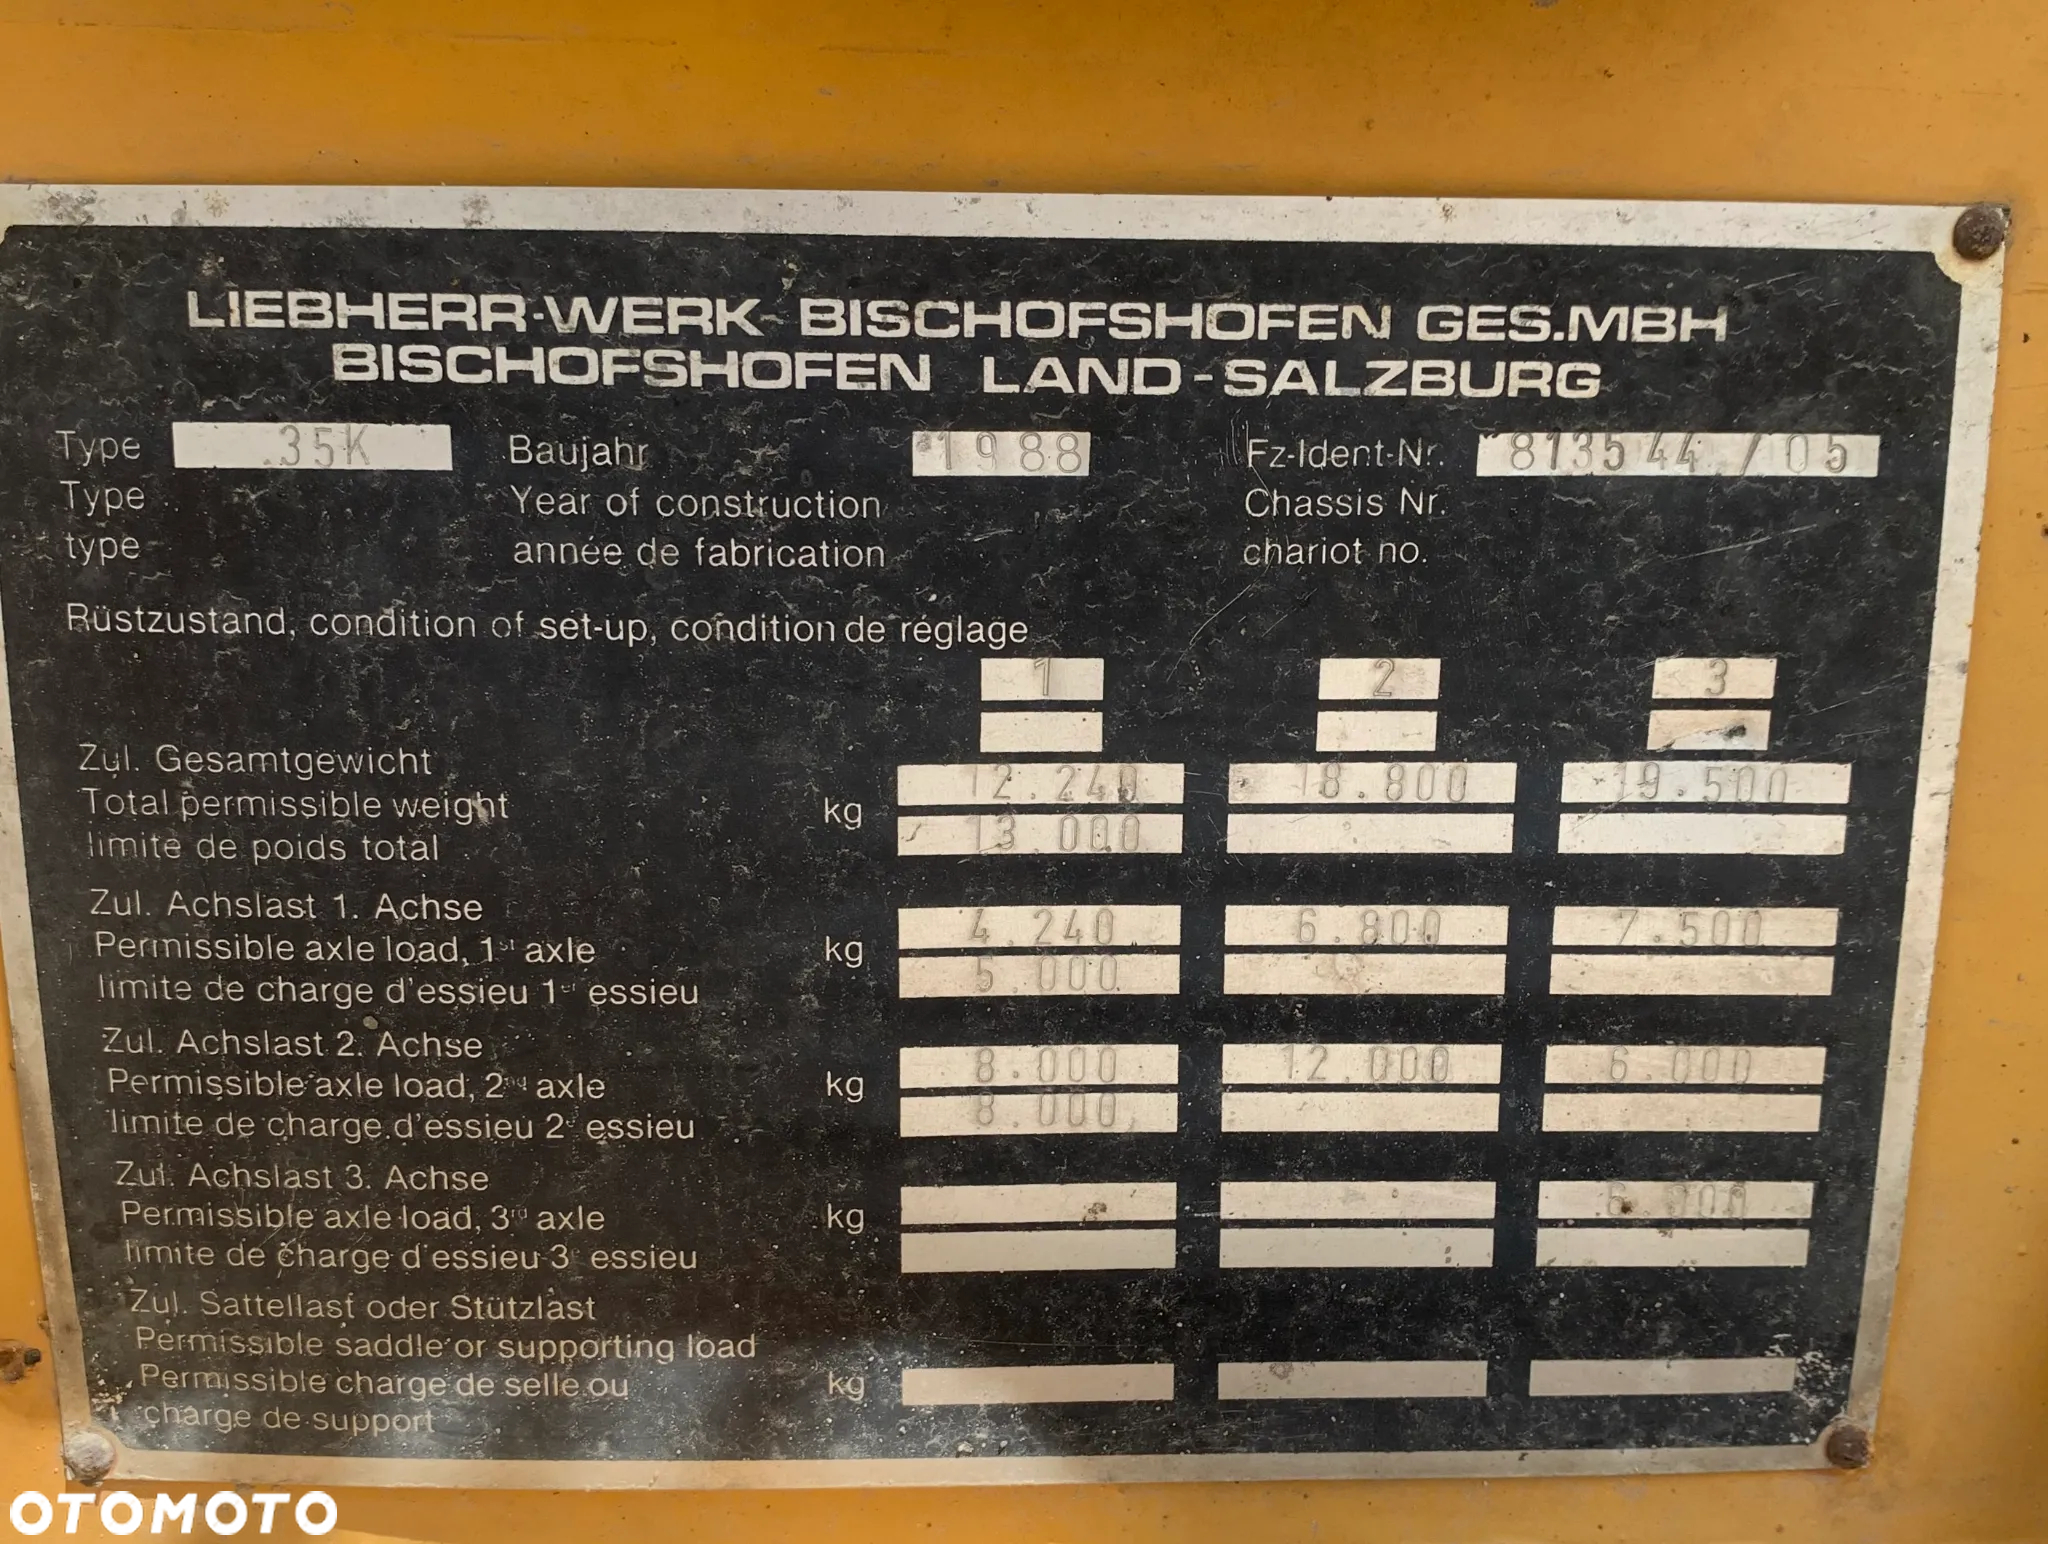 LIEBHERR-WERK-BISCHOFSHOFEN GES.MBH
BISCHOFSHOFEN LAND-SALZBURG
Type 35K Baujahr 1988 Fz-Ident-Nr. 813544/05
Type Year of construction Chassis Nr.
type année de fabrication chariot no.
Rüstzustand, condition of set-up, condition de réglage
1 2 3
Zul. Gesamtgewicht 12.240 18.800 19.500
Total permissible weight kg
limite de poids total 13.000
Zul. Achslast 1. Achse 4.240 6.800 7.500
Permissible axle load, 1st axle kg
limite de charge d'essieu 1er essieu 5.000
Zul. Achslast 2. Achse 8.000 12.000 6.000
Permissible axle load, 2nd axle kg
limite de charge d'essieu 2e essieu 8.000
Zul. Achslast 3. Achse 6.000
Permissible axle load, 3rd axle kg
limite de charge d'essieu 3e essieu
Zul. Sattellast oder Stützlast
Permissible saddle or supporting load
Permissible charge de selle ou kg
charge de support
OTOMOTO